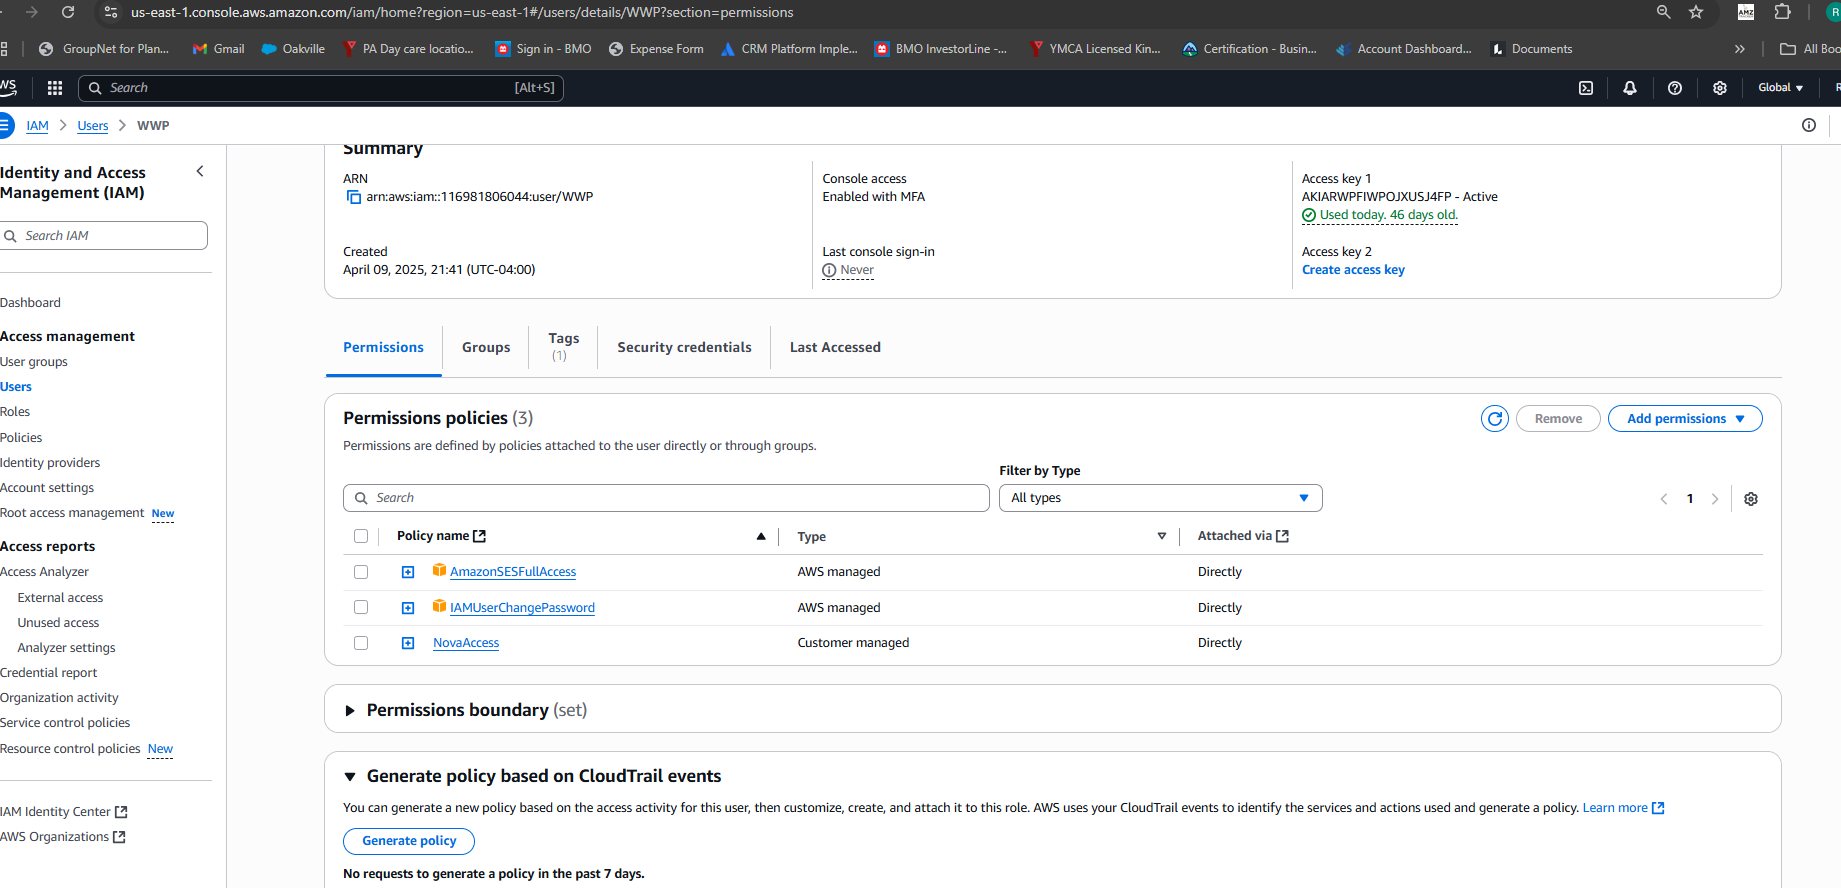 us-east-1.console.aws.amazon.com/iam/home?region=us-east-1#/users/details/WWP?section=permissions
GroupNet for Plan... Gmail Oakville PA Day care locatio... Sign in - BMO Expense Form CRM Platform Imple... BMO InvestorLine -... YMCA Licensed Kin... Certification - Busin... Account Dashboard... Documents » All Boo
Search [Alt+S] Global
IAM > Users > WWP
Identity and Access Management (IAM)
Search IAM
Dashboard
Access management
User groups
Users
Roles
Policies
Identity providers
Account settings
Root access management New
Access reports
Access Analyzer
External access
Unused access
Analyzer settings
Credential report
Organization activity
Service control policies
Resource control policies New
IAM Identity Center
AWS Organizations
Summary
ARN
arn:aws:iam::116981806044:user/WWP
Console access
Enabled with MFA
Access key 1
AKIARWPFIWPOJXUSJ4FP - Active
Used today. 46 days old.
Created
April 09, 2025, 21:41 (UTC-04:00)
Last console sign-in
Never
Access key 2
Create access key
Permissions Groups Tags (1) Security credentials Last Accessed
Permissions policies (3)
Remove Add permissions
Permissions are defined by policies attached to the user directly or through groups.
Filter by Type
Search All types 1
Policy name Type Attached via
AmazonSESFullAccess AWS managed Directly
IAMUserChangePassword AWS managed Directly
NovaAccess Customer managed Directly
Permissions boundary (set)
Generate policy based on CloudTrail events
You can generate a new policy based on the access activity for this user, then customize, create, and attach it to this role. AWS uses your CloudTrail events to identify the services and actions used and generate a policy. Learn more
Generate policy
No requests to generate a policy in the past 7 days.